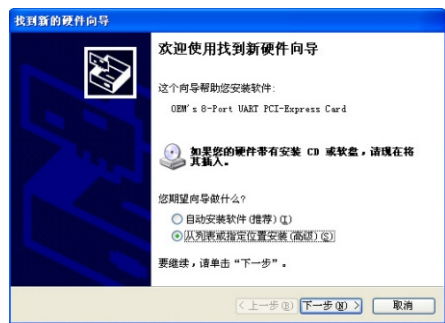 找到新的硬件向导
欢迎使用找到新硬件向导
这个向导帮助您安装软件:
OEM's 8-Port UART PCI-Express Card
如果您的硬件带有安装 CD 或软盘，请现在将
其插入。
您期望向导做什么?
自动安装软件(推荐)(I)
从列表或指定位置安装(高级)(S)
要继续，请单击“下一步”。
<上一步(B) 下一步(N)> 取消